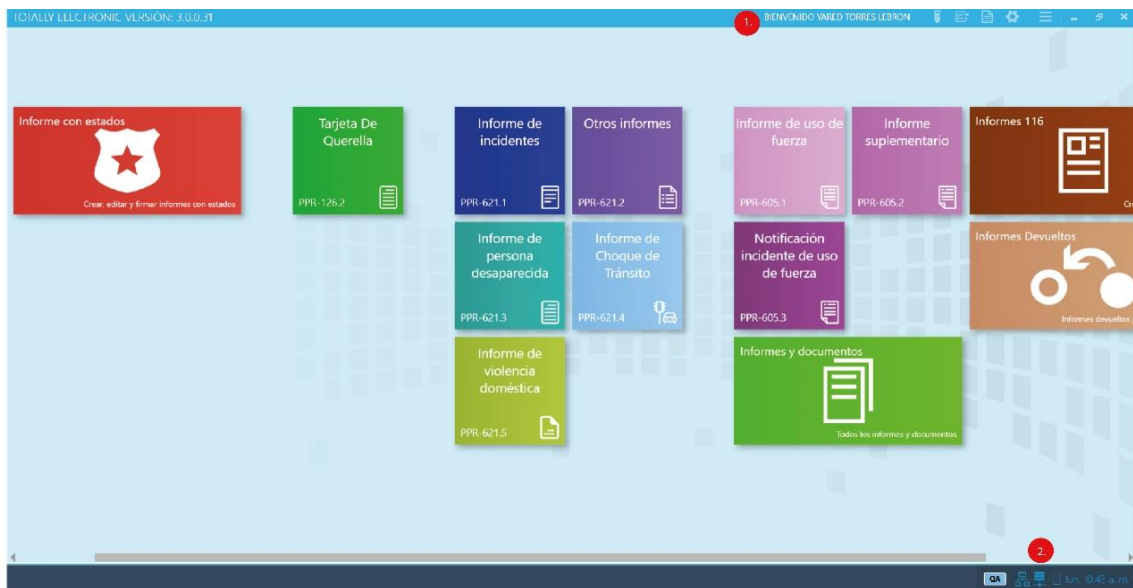 TOTALLY ELECTRONIC VERSIÓN: 3.0.0.31
1.
BIENVENIDO YARED TORRES LEBRON
Informe con estados
Crear, editar y firmar informes con estados
Tarjeta De
Querella
PPR-126.2
Informe de
incidentes
PPR-621.1
Otros informes
PPR-621.2
Informe de uso de
fuerza
PPR-605.1
Informe
suplementario
PPR-605.2
Informes 116
Informe de
persona
desaparecida
PPR-621.3
Informe de
Choque de
Tránsito
PPR-621.4
Notificación
incidente de uso
de fuerza
PPR-605.3
Informes Devueltos
Informes devueltos
Informe de
violencia
doméstica
PPR-621.5
Informes y documentos
Todos los informes y documentos
2.
QA
lun. 10:45 a. m.